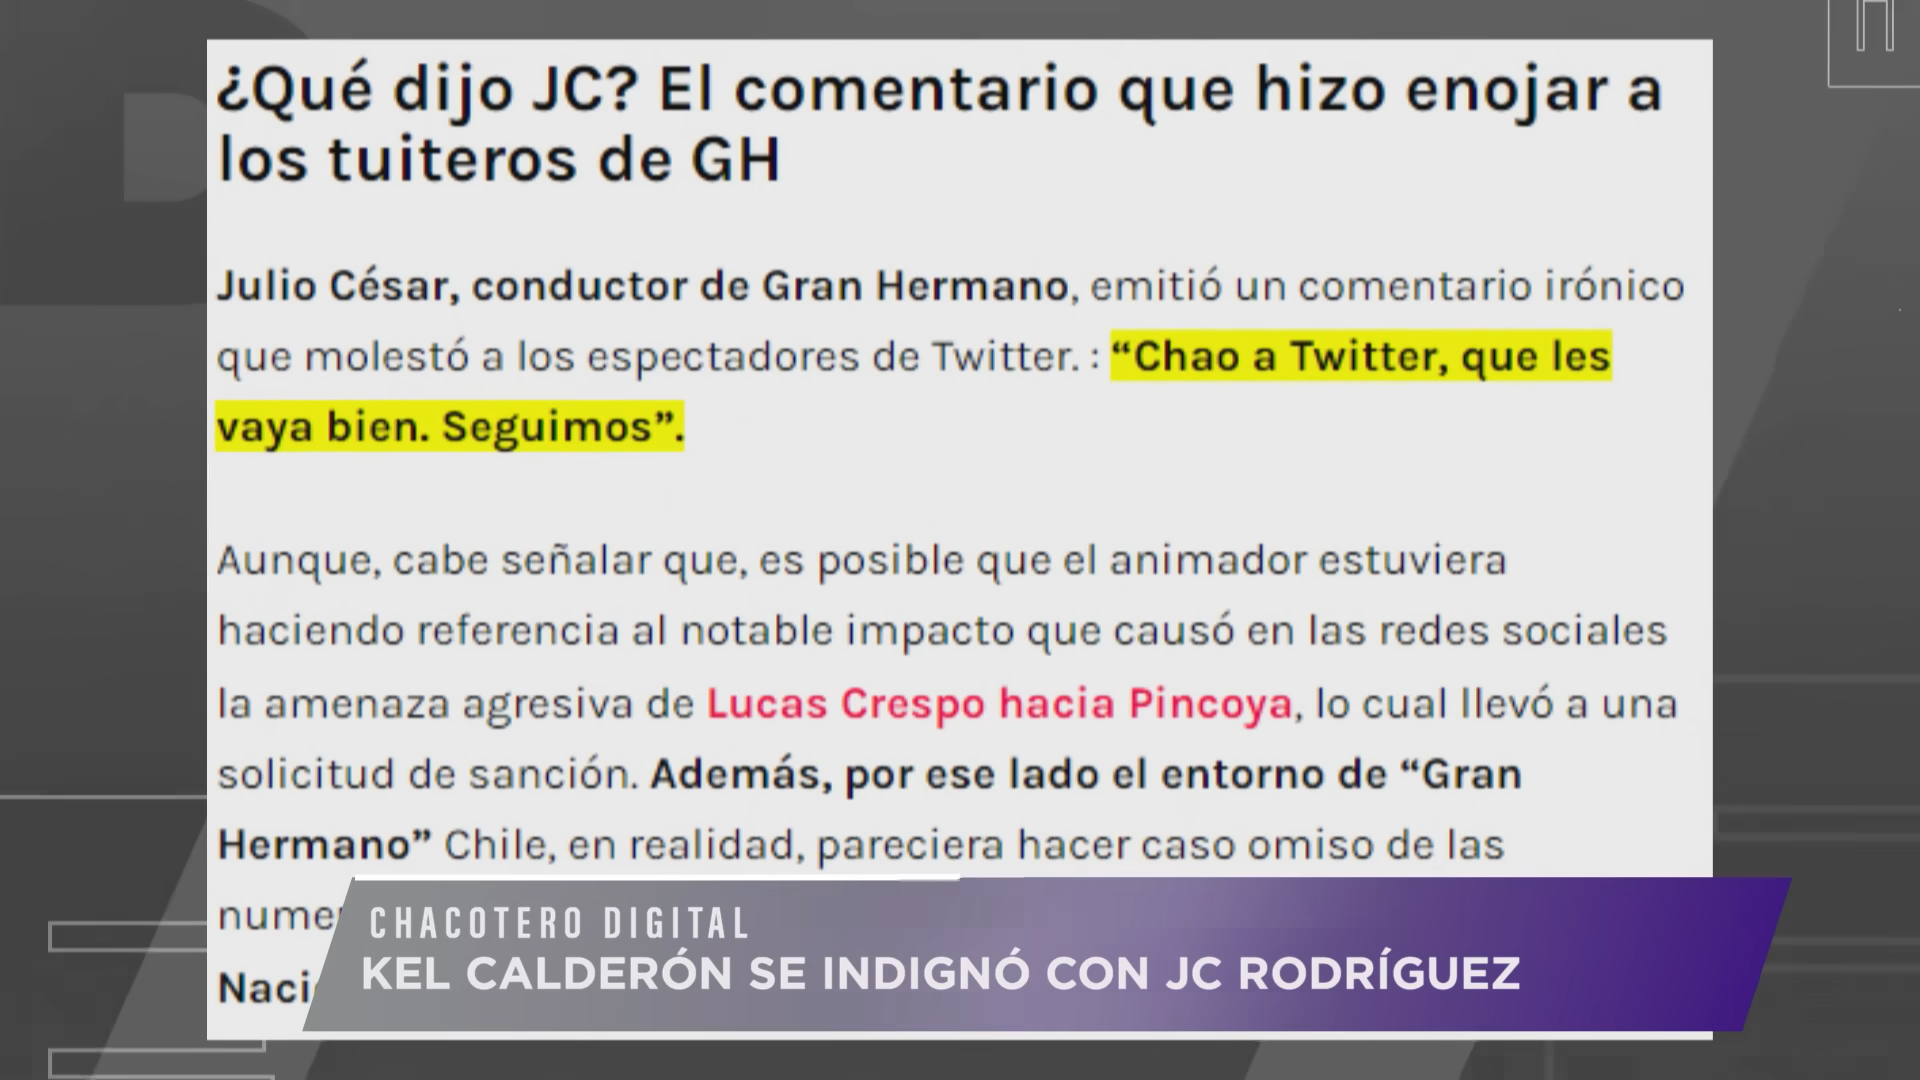 ¿Qué dijo JC? El comentario que hizo enojar a
los tuiteros de GH
Julio César, conductor de Gran Hermano, emitió un comentario irónico
que molestó a los espectadores de Twitter. : “Chao a Twitter, que les
vaya bien. Seguimos”.
Aunque, cabe señalar que, es posible que el animador estuviera
haciendo referencia al notable impacto que causó en las redes sociales
la amenaza agresiva de Lucas Crespo hacia Pincoya, lo cual llevó a una
solicitud de sanción. Además, por ese lado el entorno de “Gran
Hermano” Chile, en realidad, pareciera hacer caso omiso de las
CHACOTERO DIGITAL
KEL CALDERÓN SE INDIGNÓ CON JC RODRÍGUEZ